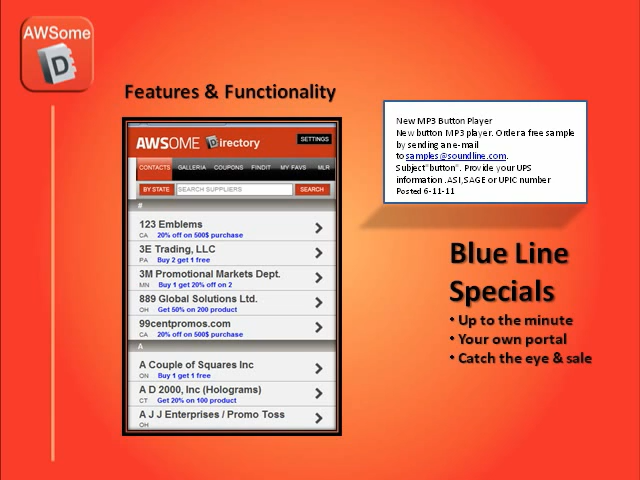 AWSome
D
Features & Functionality
AWSOME Directory
SETTINGS
CONTACTS GALLERIA COUPONS FINDIT MY FAVS MLR
BY STATE SEARCH SUPPLIERS SEARCH
#
123 Emblems
CA 20% off on 500$ purchase
3E Trading, LLC
PA Buy 2 get 1 free
3M Promotional Markets Dept.
MN Buy 1 get 20% off on 2
889 Global Solutions Ltd.
OH Get 50% on 200 product
99centpromos.com
CA 20% off on 500$ purchase
A
A Couple of Squares Inc
ON Buy 1 get 1 free
A D 2000, Inc (Holograms)
CT Get 20% on 100 product
A J J Enterprises / Promo Toss
OH
New MP3 Button Player
New button MP3 player. Order a free sample
by sending an e-mail
to samples@soundline.com.
Subject "button". Provide your UPS
information .ASI, SAGE or UPIC number
Posted 6-11-11
Blue Line
Specials
• Up to the minute
• Your own portal
• Catch the eye & sale